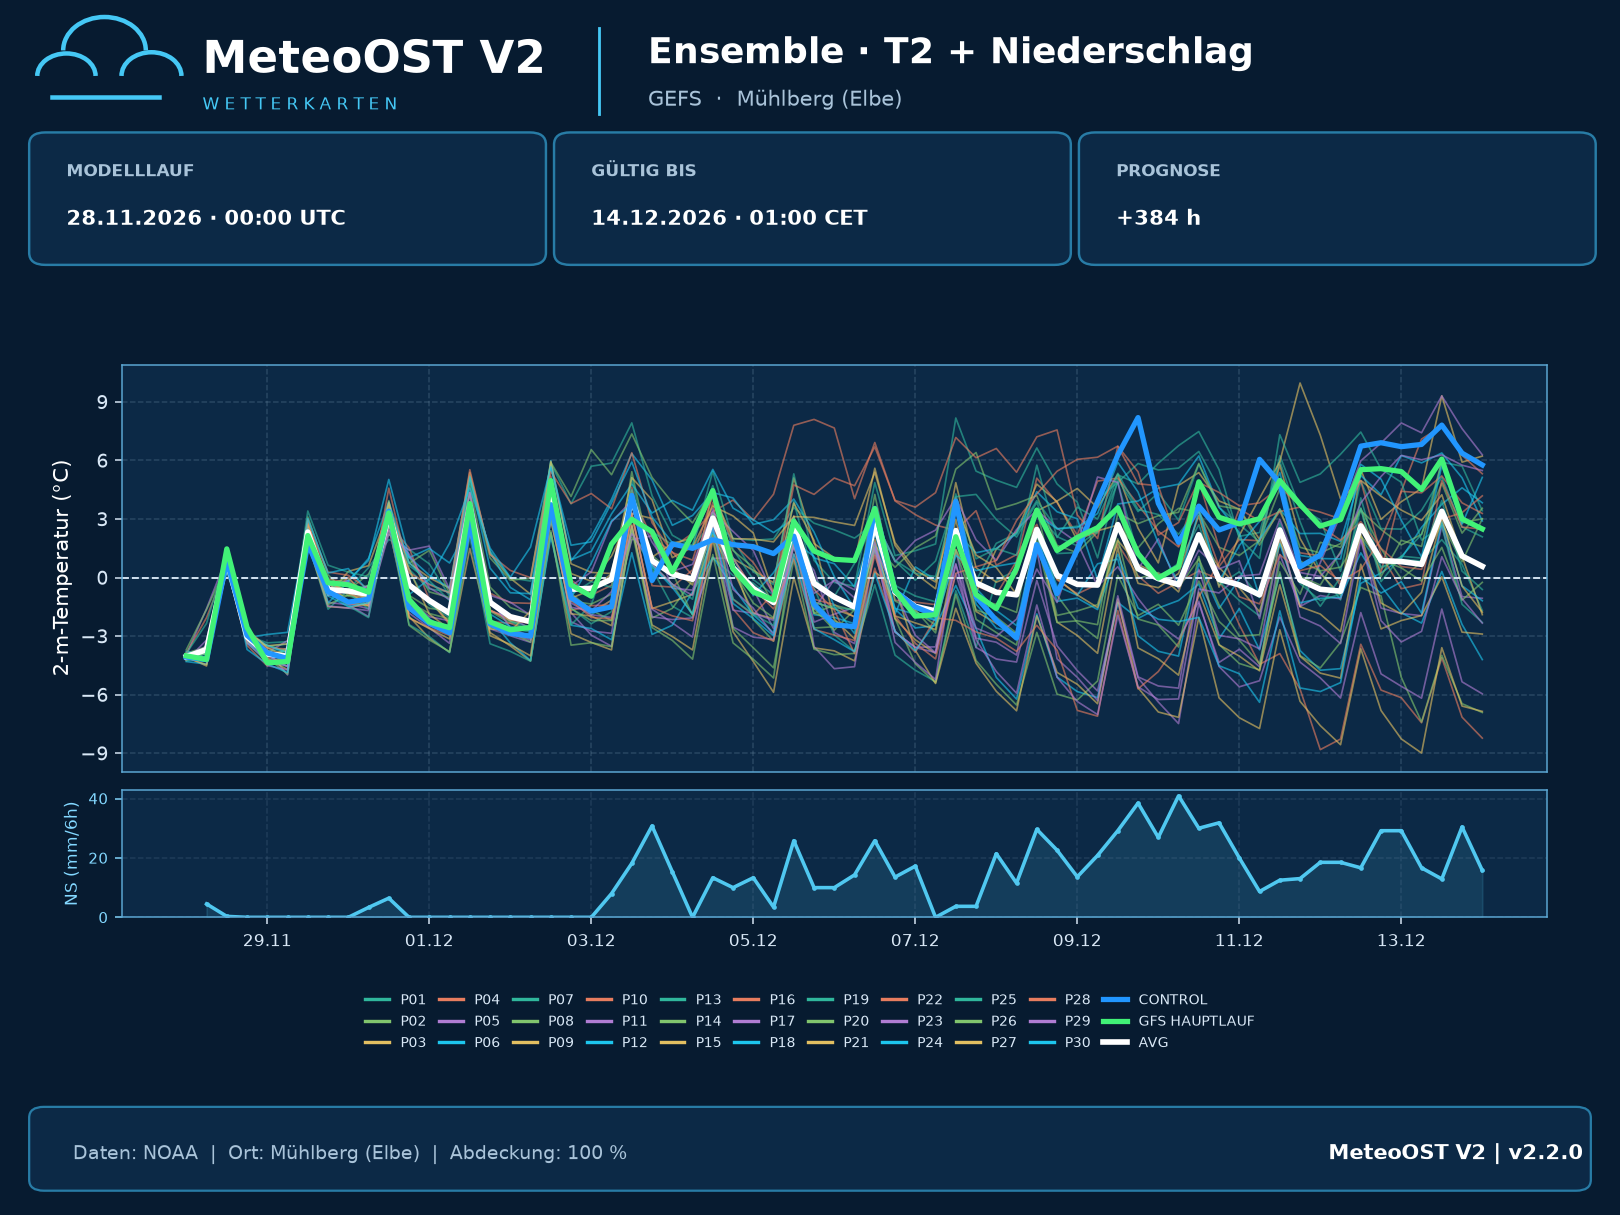 MeteoOST V2
WETTERKARTEN
Ensemble · T2 + Niederschlag
GEFS · Mühlberg (Elbe)
MODELLLAUF
28.11.2026 · 00:00 UTC
GÜLTIG BIS
14.12.2026 · 01:00 CET
PROGNOSE
+384 h
2-m-Temperatur (°C)
9
6
3
0
−3
−6
−9
NS (mm/6h)
40
20
0
29.11 01.12 03.12 05.12 07.12 09.12 11.12 13.12
P01 P04 P07 P10 P13 P16 P19 P22 P25 P28 CONTROL
P02 P05 P08 P11 P14 P17 P20 P23 P26 P29 GFS HAUPTLAUF
P03 P06 P09 P12 P15 P18 P21 P24 P27 P30 AVG
Daten: NOAA | Ort: Mühlberg (Elbe) | Abdeckung: 100 %
MeteoOST V2 | v2.2.0